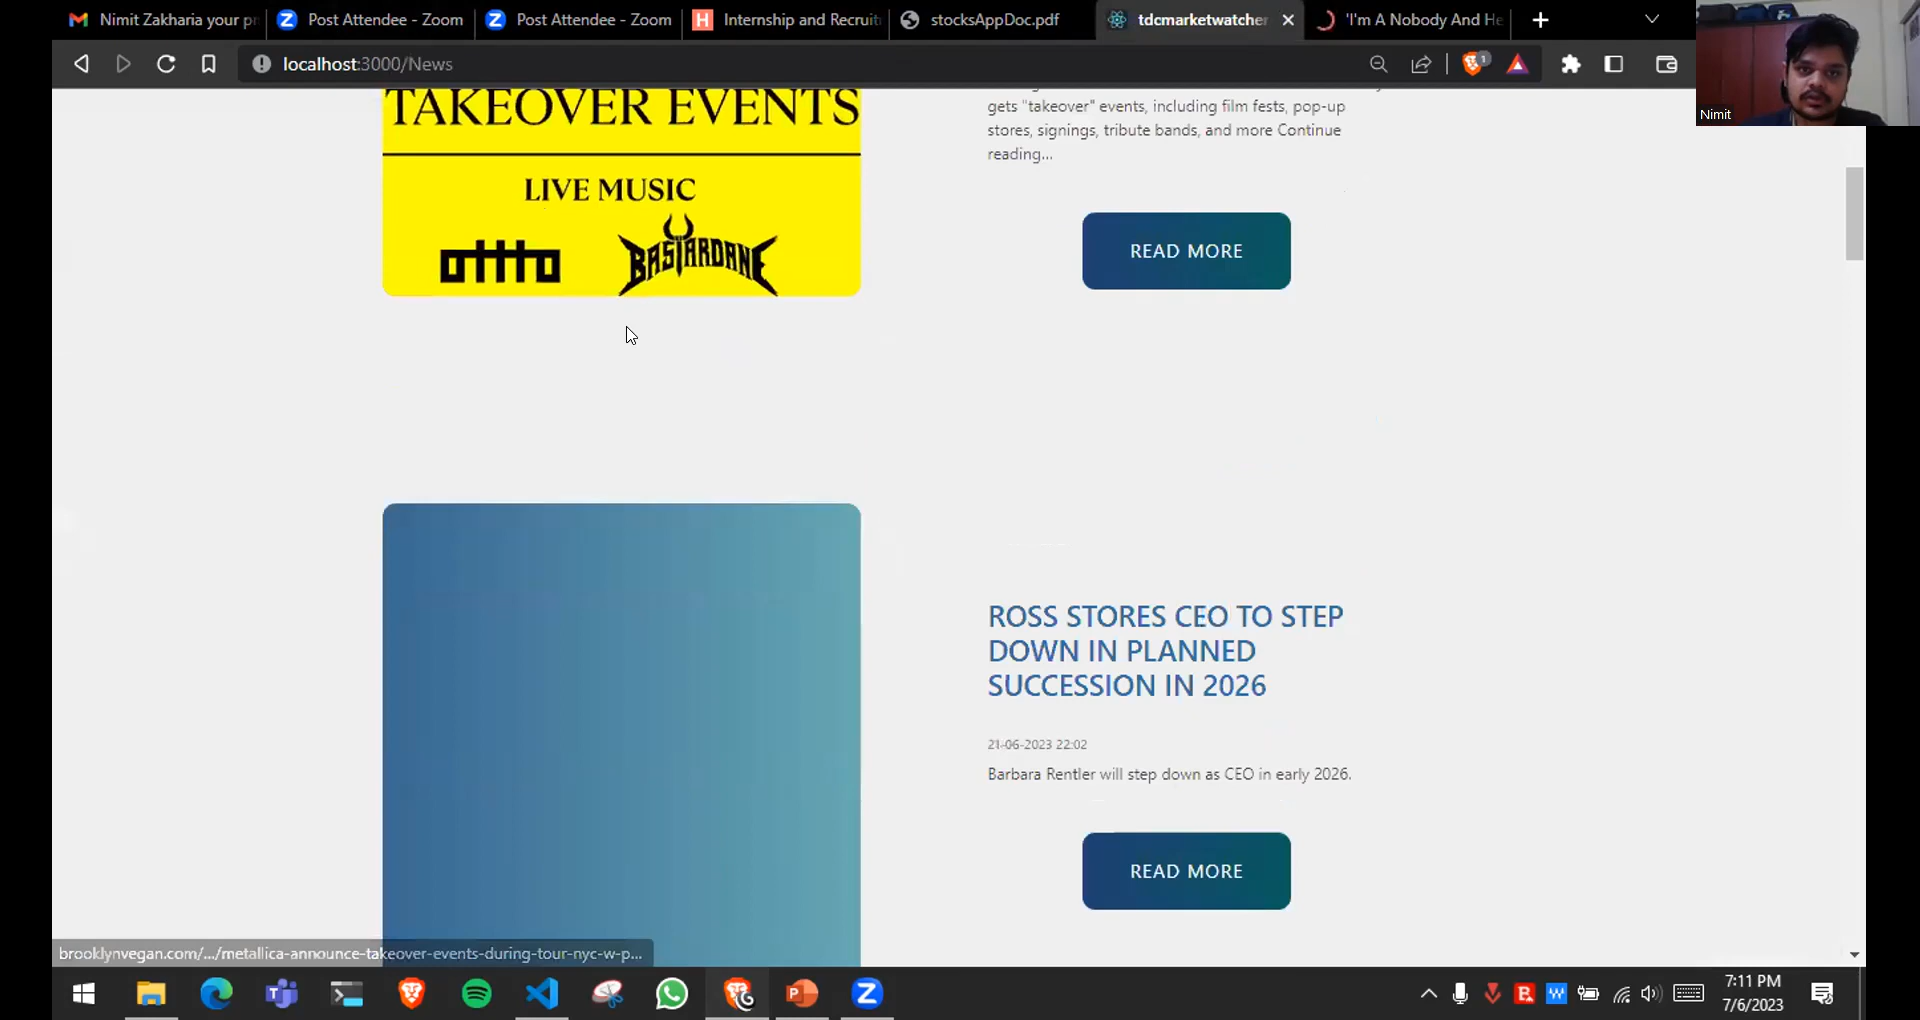 Nimit Zakharia your pr
Post Attendee - Zoom
Post Attendee - Zoom
Internship and Recruit
stocksAppDoc.pdf
tdcmarketwatcher
'I'm A Nobody And He
localhost:3000/News
1
Nimit
TAKEOVER EVENTS
LIVE MUSIC
ottto
BASTARDANE
gets "takeover" events, including film fests, pop-up
stores, signings, tribute bands, and more Continue
reading...
READ MORE
ROSS STORES CEO TO STEP
DOWN IN PLANNED
SUCCESSION IN 2026
21-06-2023 22:02
Barbara Rentler will step down as CEO in early 2026.
READ MORE
brooklynvegan.com/.../metallica-announce-takeover-events-during-tour-nyc-w-p...
7:11 PM
7/6/2023